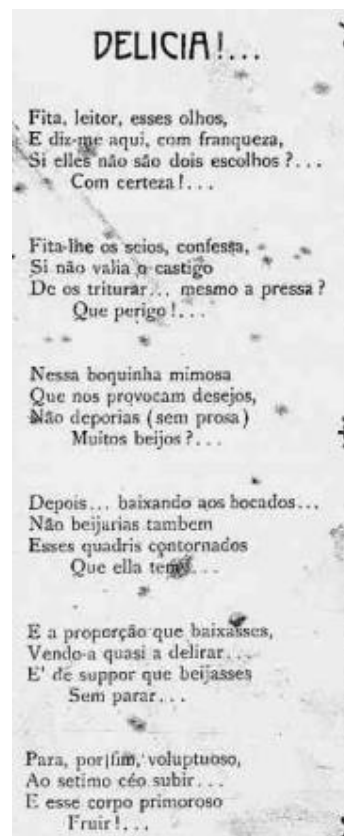 DELICIA!...
Fita, leitor, esses olhos,
E diz-me aqui, com franqueza,
Si elles não são dois escolhos?...
Com certeza!...
Fita-lhe os seios, confessa,
Si não valia o castigo
De os triturar... mesmo a pressa?
Que perigo!...
Nessa boquinha mimosa
Que nos provocam desejos,
Não deporias (sem prosa)
Muitos beijos?...
Depois... baixando aos bocados...
Não beijarias tambem
Esses quadris contornados
Que ella tem?...
E a proporção que baixasses,
Vendo-a quasi a delirar...
E' de suppor que beijasses
Sem parar...
Para, por fim, voluptuoso,
Ao setimo céo subir...
E esse corpo primoroso
Fruir!...